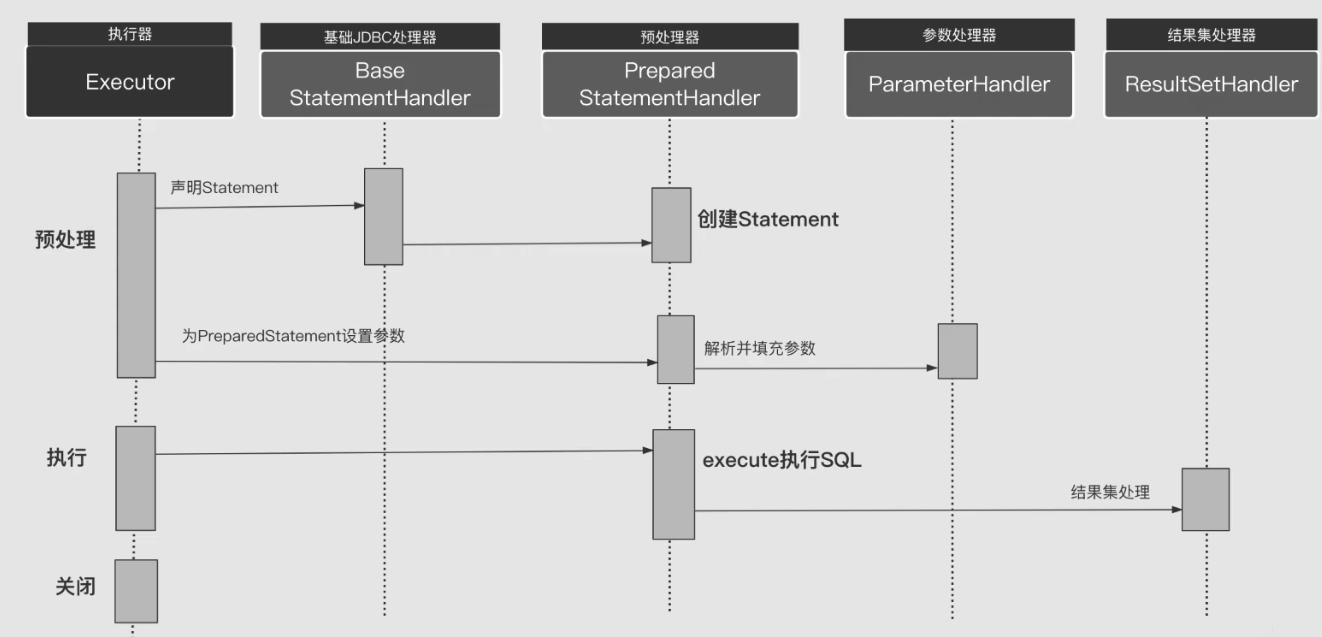 执行器
基础JDBC处理器
预处理器
参数处理器
结果集处理器
Executor
Base
StatementHandler
Prepared
StatementHandler
ParameterHandler
ResultSetHandler
声明Statement
创建Statement
预处理
为PreparedStatement设置参数
解析并填充参数
执行
execute执行SQL
结果集处理
关闭